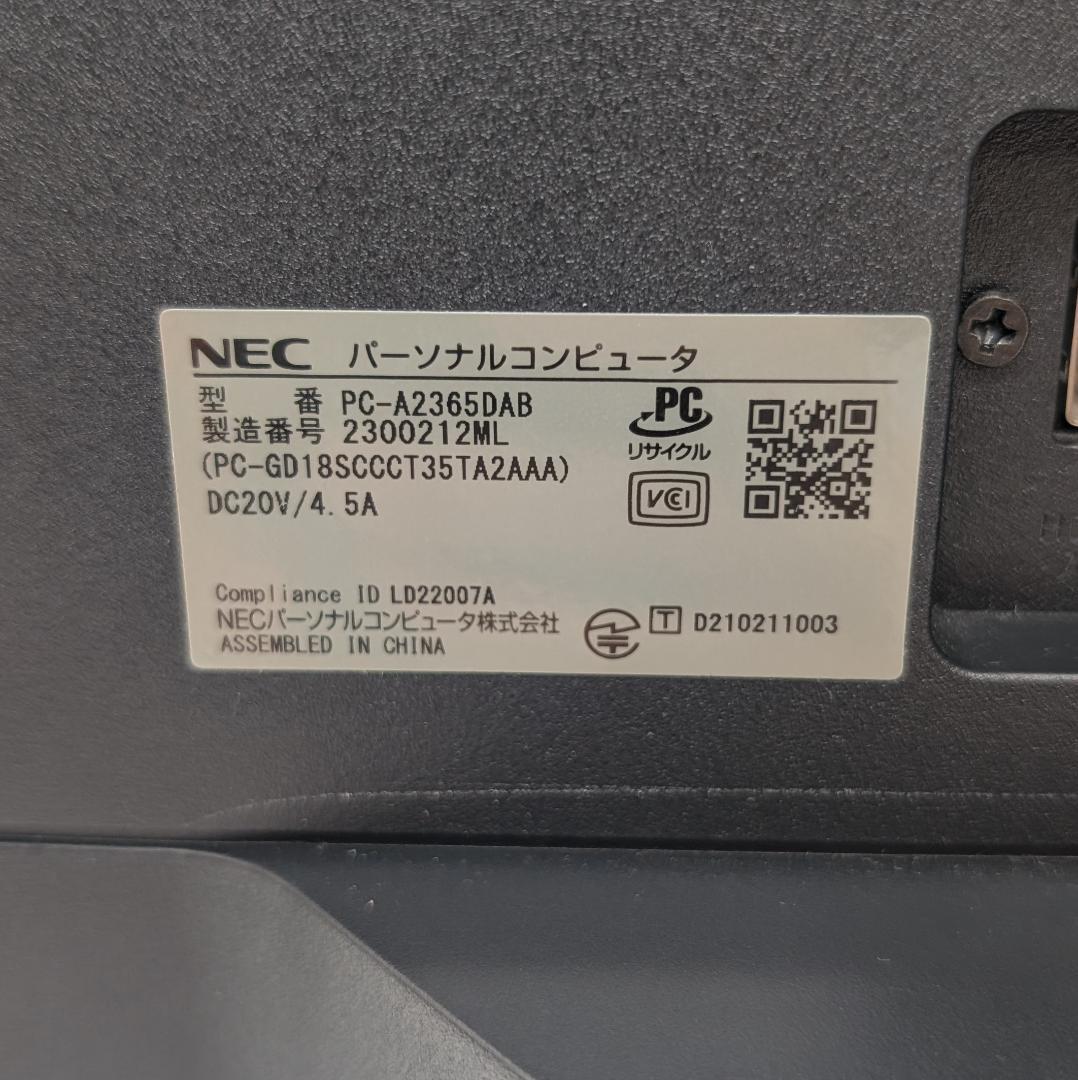 NEC パーソナルコンピュータ
型 番 PC-A2365DAB
製造番号 2300212ML
(PC-GD18SCCCT35TA2AAA)
DC20V/4.5A
PC
リサイクル
VCI
Compliance ID LD22007A
NECパーソナルコンピュータ株式会社
ASSEMBLED IN CHINA
T D210211003